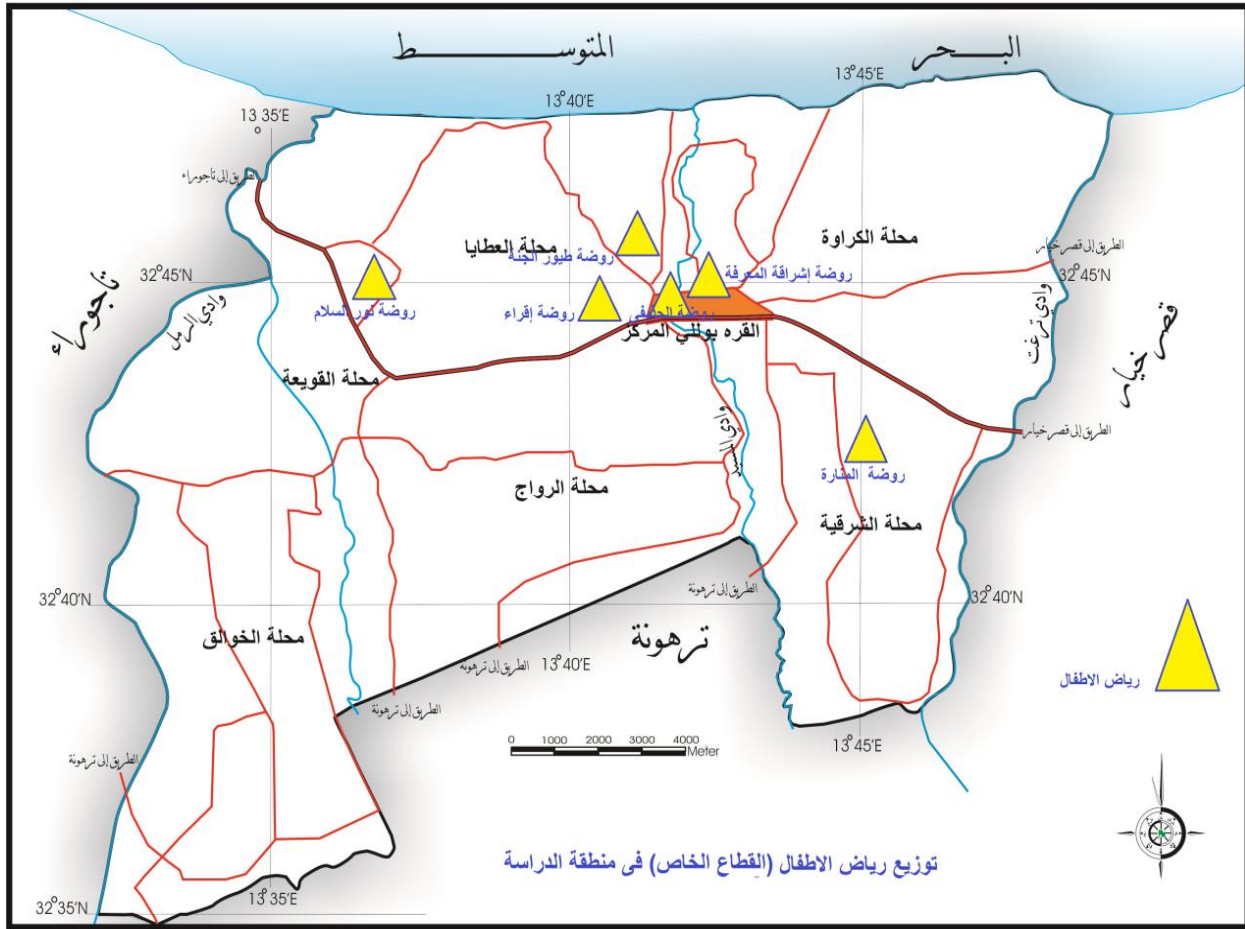 البحر
المتوسط
13°45'E
13°40'E
13 35'E
الطريق إلى تاجوراء
محلة الكراوة
محلة العطايا
روضة طيور الجنة
روضة إشراقة المعرفة
الطريق إلى قصر خيار
32°45'N
32°45'N
تاجوراء
وادي الرمل
روضة نور السلام
روضة إقراء
القره بوللي المركز
وادي ترغت
قصر خيار
محلة القويعة
الطريق إلى قصر خيار
وادي المسيد
روضة المنارة
محلة الرواج
محلة الشرقية
الطريق إلى ترهونة
32°40'N
32°40'N
محلة الخوالق
ترهونة
13°40'E
الطريق إلى ترهونة
رياض الاطفال
الطريق إلى ترهونة
0 1000 2000 3000 4000
Meter
13°45'E
الطريق إلى ترهونة
توزيع رياض الاطفال (القطاع الخاص) فى منطقة الدراسة
13°35'E
32°35'N